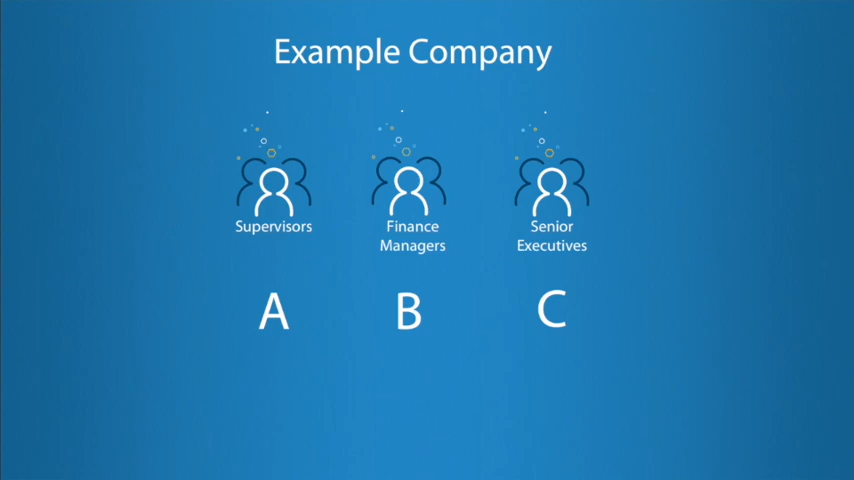 Example Company
Supervisors
Finance
Managers
Senior
Executives
A
B
C